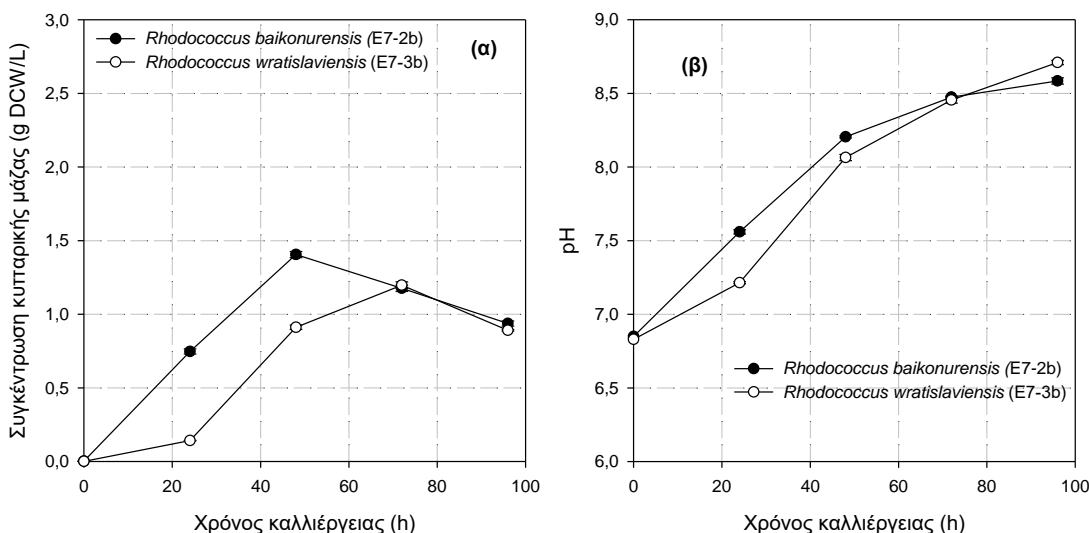 Rhodococcus baikonurensis (E7-2b)
Rhodococcus wratislaviensis (E7-3b)
(α)
Συγκέντρωση κυτταρικής μάζας (g DCW/L)
3,0
2,5
2,0
1,5
1,0
0,5
0,0
0 20 40 60 80 100
Χρόνος καλλιέργειας (h)
(β)
pH
9,0
8,5
8,0
7,5
7,0
6,5
6,0
Rhodococcus baikonurensis (E7-2b)
Rhodococcus wratislaviensis (E7-3b)
0 20 40 60 80 100
Χρόνος καλλιέργειας (h)